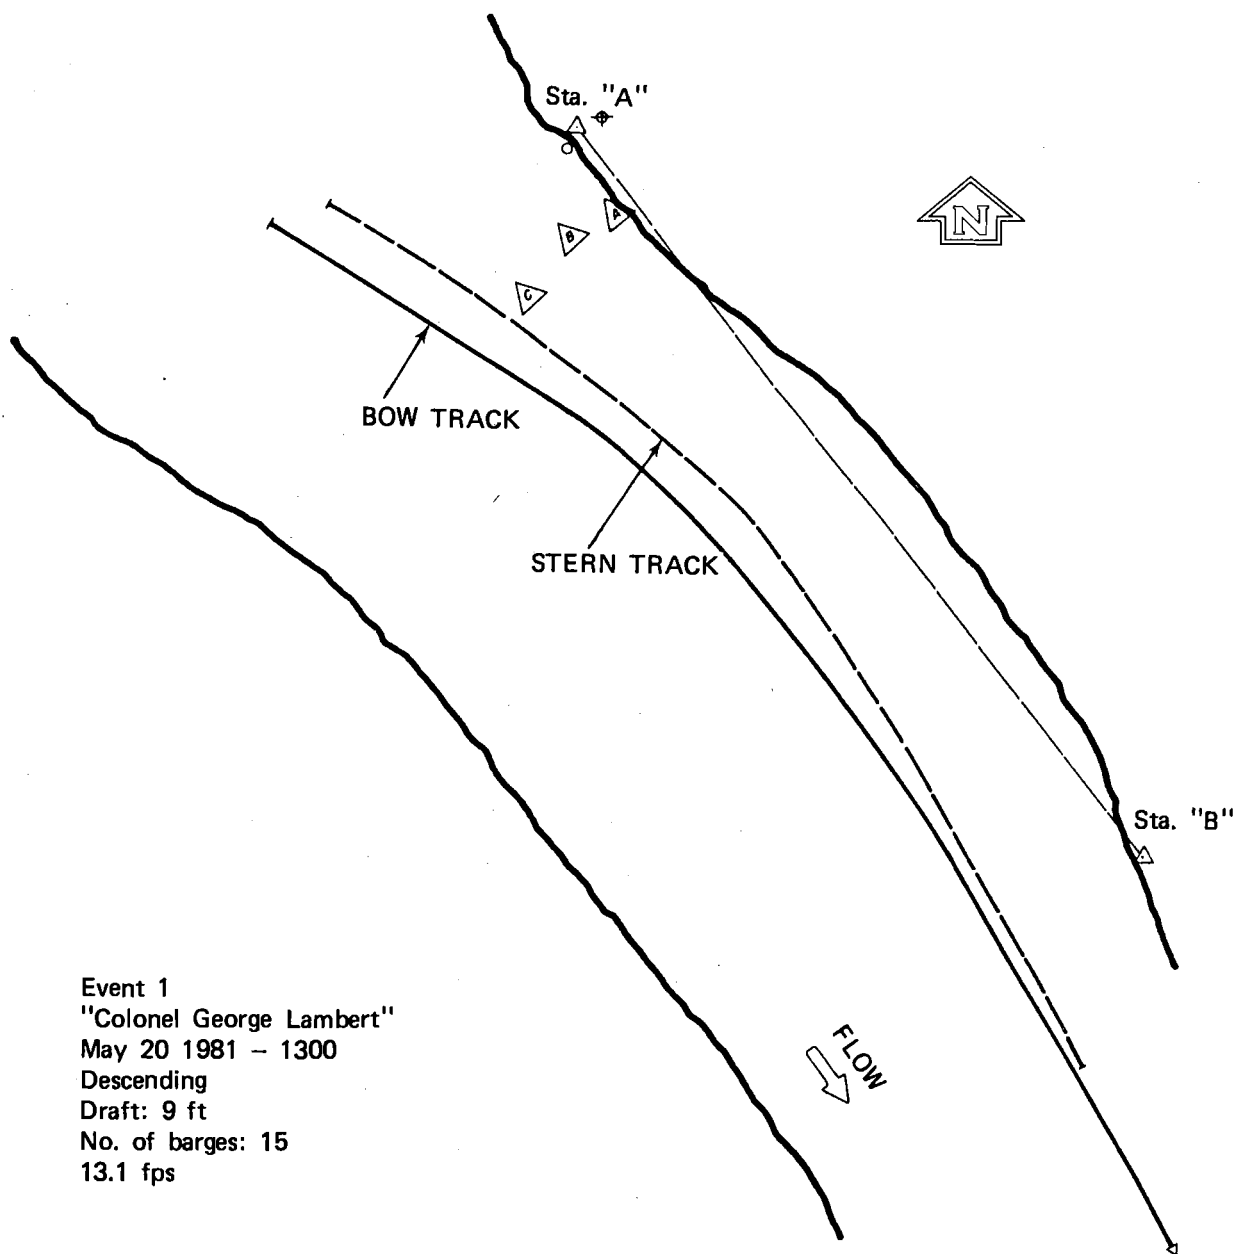 Sta. "A"
N
A
B
C
BOW TRACK
STERN TRACK
Sta. "B"
FLOW
Event 1
"Colonel George Lambert"
May 20 1981 – 1300
Descending
Draft: 9 ft
No. of barges: 15
13.1 fps